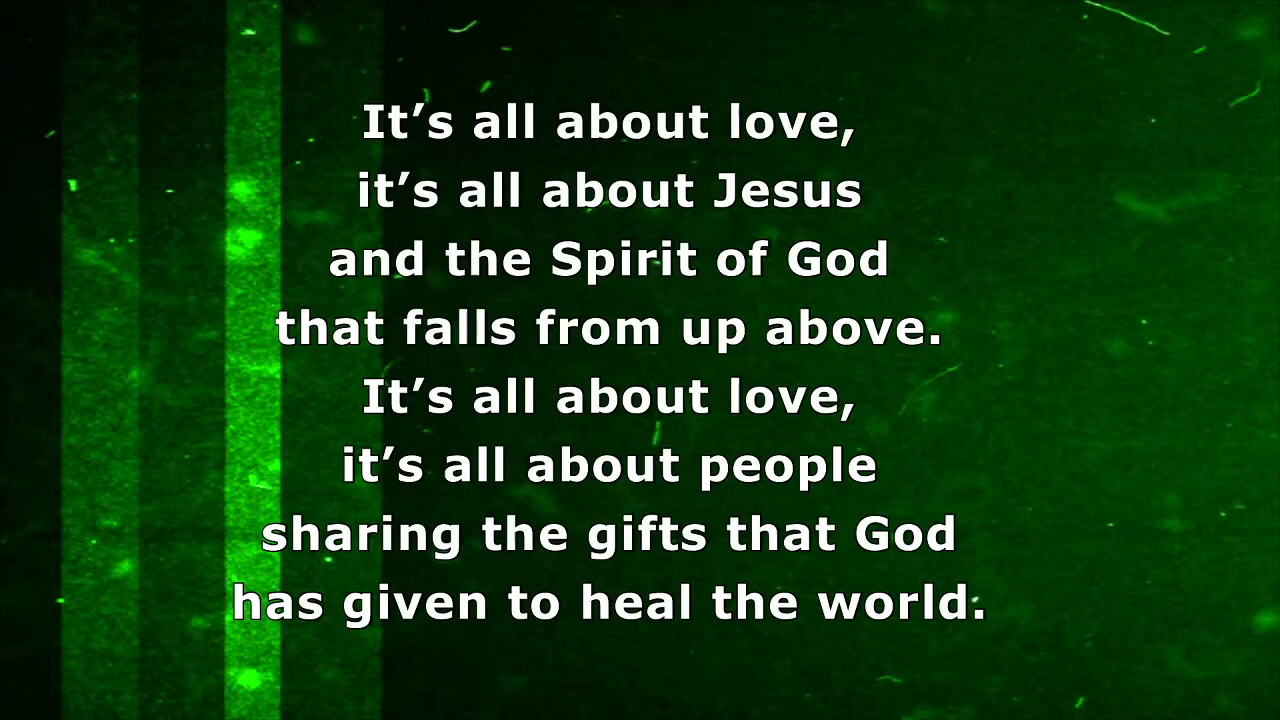 It’s all about love,
it’s all about Jesus
and the Spirit of God
that falls from up above.
It’s all about love,
it’s all about people
sharing the gifts that God
has given to heal the world.